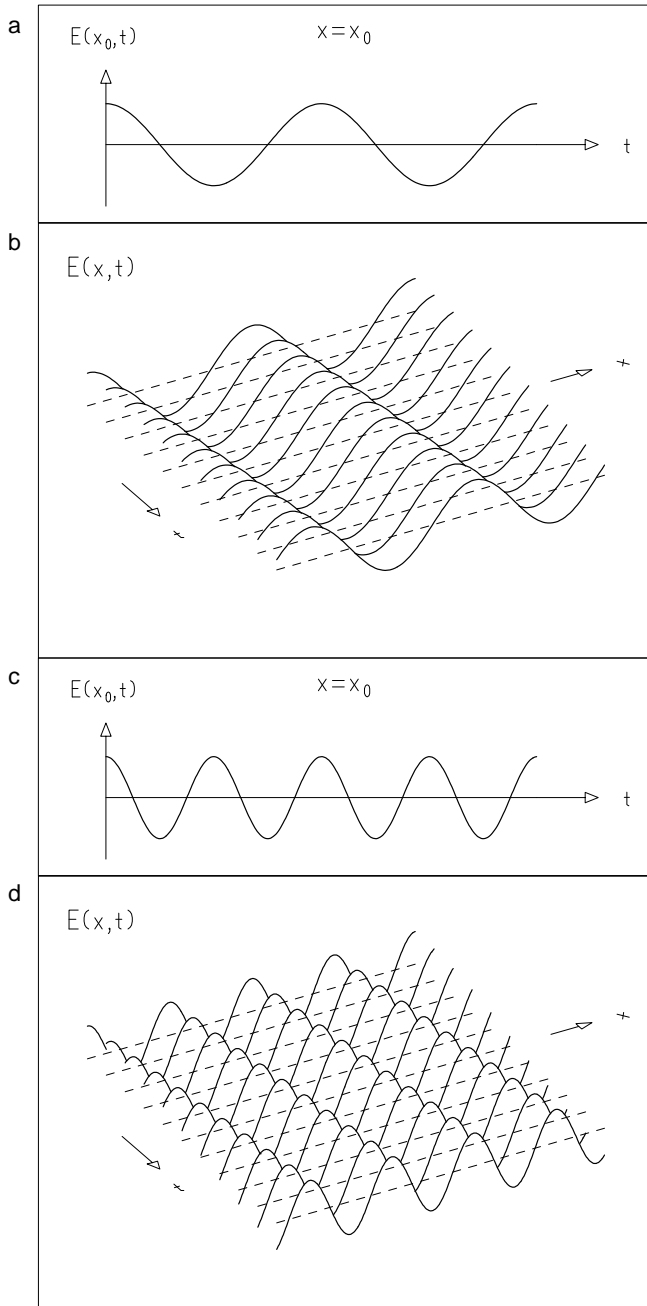 a
E(x₀,t) x=x₀
t
b
E(x,t)
x
t
c
E(x₀,t) x=x₀
t
d
E(x,t)
x
t